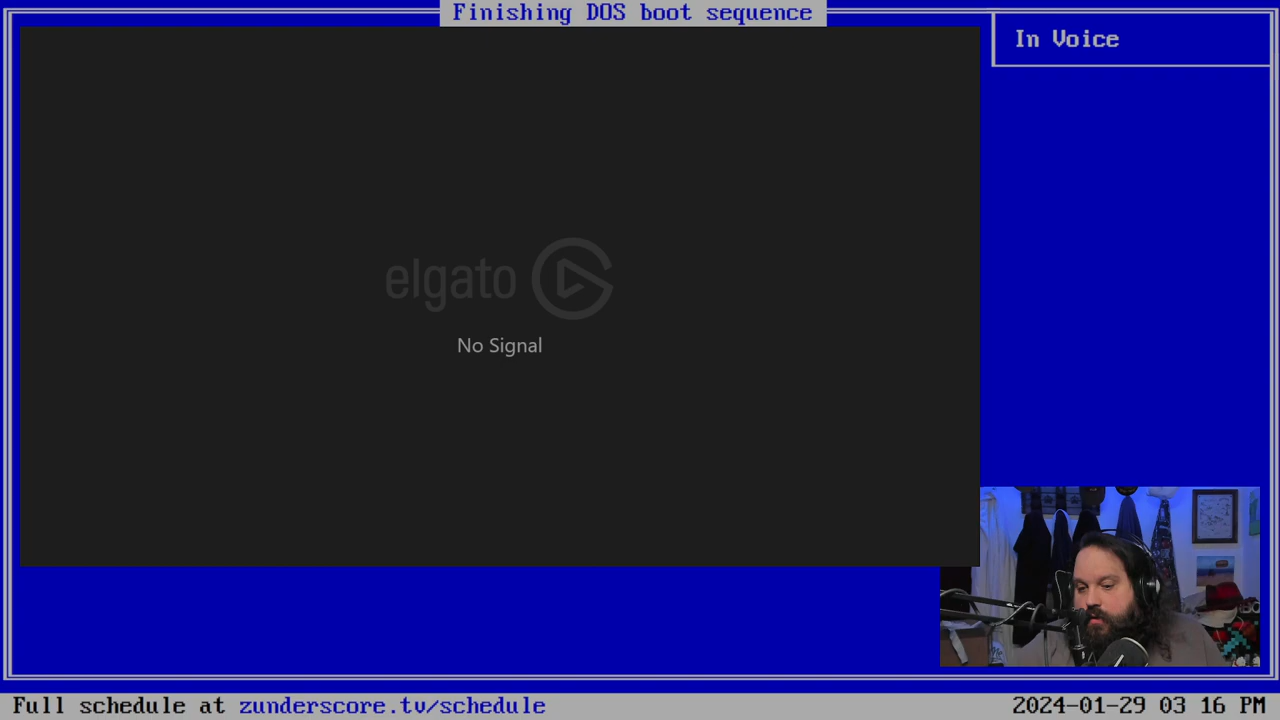 Finishing DOS boot sequence
In Voice
elgato
No Signal
Full schedule at zunderscore.tv/schedule
2024-01-29 03 16 PM